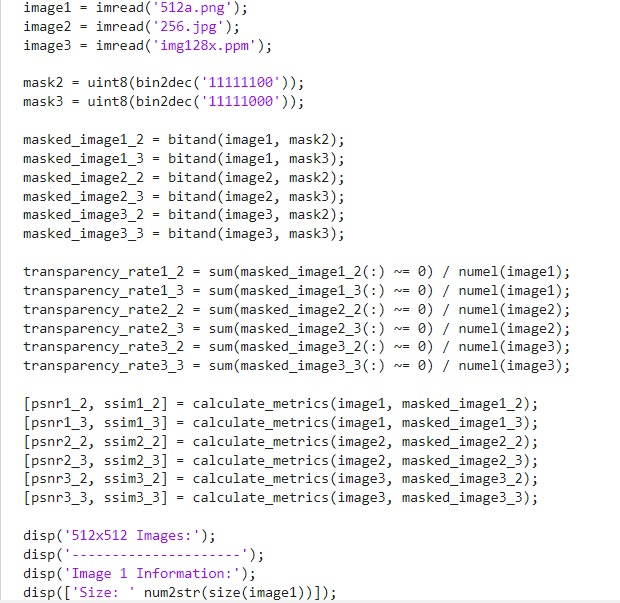 image1 = imread('512a.png');
image2 = imread('256.jpg');
image3 = imread('img128x.ppm');
mask2 = uint8(bin2dec('11111100'));
mask3 = uint8(bin2dec('11111000'));
masked_image1_2 = bitand(image1, mask2);
masked_image1_3 = bitand(image1, mask3);
masked_image2_2 = bitand(image2, mask2);
masked_image2_3 = bitand(image2, mask3);
masked_image3_2 = bitand(image3, mask2);
masked_image3_3 = bitand(image3, mask3);
transparency_rate1_2 = sum(masked_image1_2(:) ~= 0) / numel(image1);
transparency_rate1_3 = sum(masked_image1_3(:) ~= 0) / numel(image1);
transparency_rate2_2 = sum(masked_image2_2(:) ~= 0) / numel(image2);
transparency_rate2_3 = sum(masked_image2_3(:) ~= 0) / numel(image2);
transparency_rate3_2 = sum(masked_image3_2(:) ~= 0) / numel(image3);
transparency_rate3_3 = sum(masked_image3_3(:) ~= 0) / numel(image3);
[psnr1_2, ssim1_2] = calculate_metrics(image1, masked_image1_2);
[psnr1_3, ssim1_3] = calculate_metrics(image1, masked_image1_3);
[psnr2_2, ssim2_2] = calculate_metrics(image2, masked_image2_2);
[psnr2_3, ssim2_3] = calculate_metrics(image2, masked_image2_3);
[psnr3_2, ssim3_2] = calculate_metrics(image3, masked_image3_2);
[psnr3_3, ssim3_3] = calculate_metrics(image3, masked_image3_3);
disp('512x512 Images:');
disp('---------------------');
disp('Image 1 Information:');
disp(['Size: ' num2str(size(image1))]);